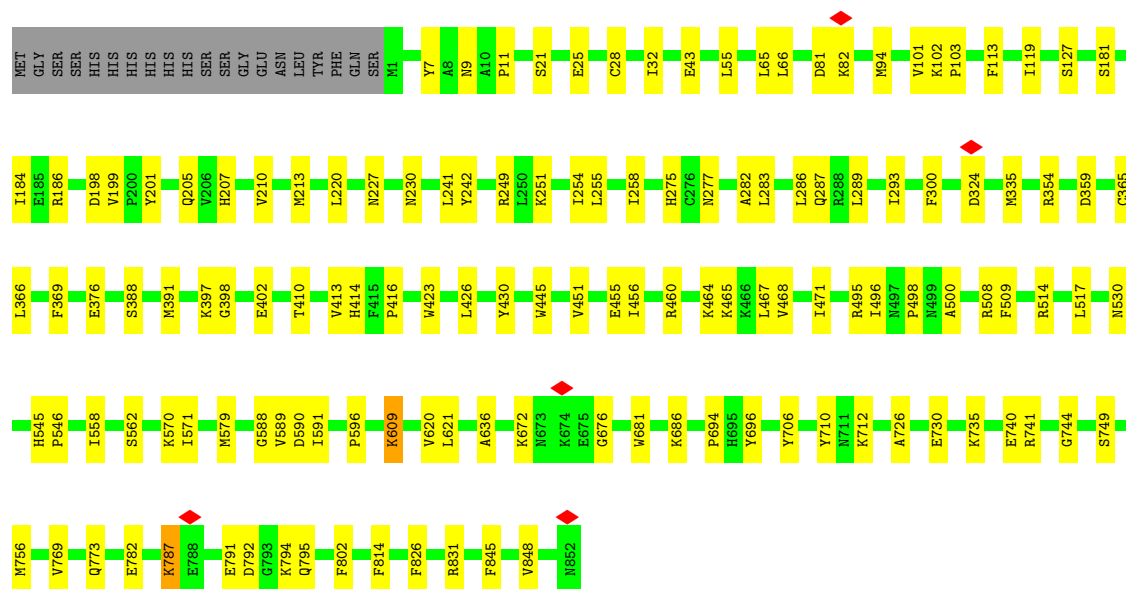 MET GLY SER SER HIS HIS HIS HIS HIS HIS SER SER GLY GLU ASN LEU TYR PHE GLN SER M1 Y7 A8 N9 A10 P11 S21 E25 C28 I32 E43 L55 L65 L66 D81 K82 M94 V101 K102 P103 F113 I119 S127 S181
I184 E185 R186 D198 V199 P200 Y201 Q205 V206 H207 V210 M213 L220 N227 N230 L241 Y242 R249 L250 K251 I254 L255 I258 H275 C276 N277 A282 L283 L286 Q287 R288 L289 I293 F300 D324 M335 R354 D359 C365
L366 F369 E376 S388 M391 K397 G398 E402 T410 V413 H414 F415 P416 W423 L426 Y430 W445 V451 E455 I456 R460 K464 K465 K466 L467 V468 I471 R495 I496 N497 P498 N499 A500 R508 F509 R514 L517 N530
H545 P546 I558 S562 K570 I571 M579 G588 V589 D590 I591 P596 K609 V620 L621 A636 K672 N673 K674 E675 G676 W681 K686 P694 H695 Y696 Y706 Y710 N711 K712 A726 E730 K735 E740 R741 G744 S749
M756 V769 Q773 E782 K787 E788 E791 D792 G793 K794 Q795 F802 F814 F826 R831 F845 V848 N852